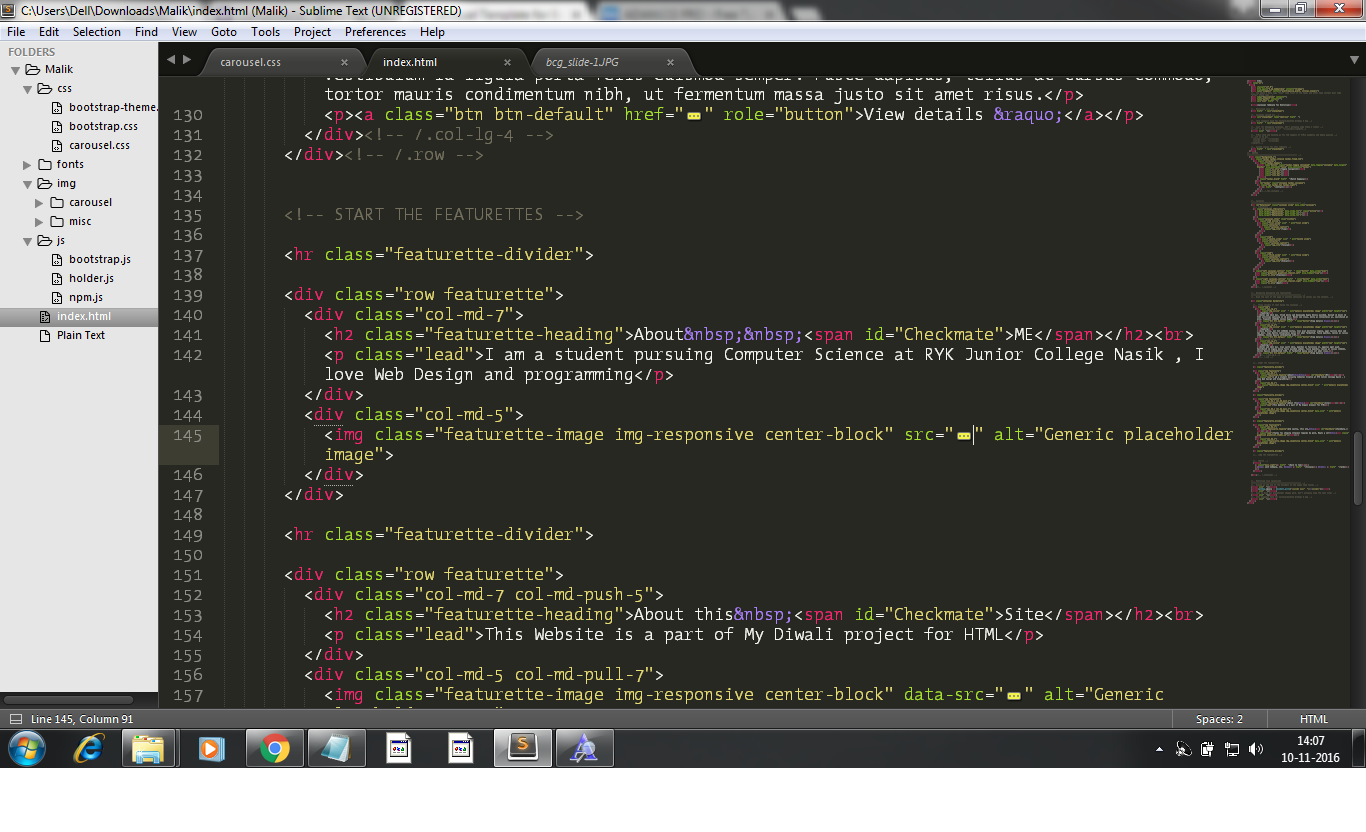 C:\Users\Dell\Downloads\Malik\index.html (Malik) - Sublime Text (UNREGISTERED)
File Edit Selection Find View Goto Tools Project Preferences Help
FOLDERS
Malik
css
bootstrap-theme.
bootstrap.css
carousel.css
fonts
img
carousel
misc
js
bootstrap.js
holder.js
npm.js
index.html
Plain Text
carousel.css × index.html × bcg_slide-1.JPG ×
vestibulum id ligula porta felis euismod semper. Fusce dapibus, tellus ac cursus commodo,
tortor mauris condimentum nibh, ut fermentum massa justo sit amet risus.</p>
130 <p><a class="btn btn-default" href="" role="button">View details &raquo;</a></p>
131 </div><!-- /.col-lg-4 -->
132 </div><!-- /.row -->
133
134
135 <!-- START THE FEATURETTES -->
136
137 <hr class="featurette-divider">
138
139 <div class="row featurette">
140 <div class="col-md-7">
141 <h2 class="featurette-heading">About&nbsp;&nbsp;<span id="Checkmate">ME</span></h2><br>
142 <p class="lead">I am a student pursuing Computer Science at RYK Junior College Nasik , I
love Web Design and programming</p>
143 </div>
144 <div class="col-md-5">
145 <img class="featurette-image img-responsive center-block" src="" alt="Generic placeholder
image">
146 </div>
147 </div>
148
149 <hr class="featurette-divider">
150
151 <div class="row featurette">
152 <div class="col-md-7 col-md-push-5">
153 <h2 class="featurette-heading">About this&nbsp;<span id="Checkmate">Site</span></h2><br>
154 <p class="lead">This Website is a part of My Diwali project for HTML</p>
155 </div>
156 <div class="col-md-5 col-md-pull-7">
157 <img class="featurette-image img-responsive center-block" data-src="" alt="Generic
Line 145, Column 91 Spaces: 2 HTML
14:07
10-11-2016